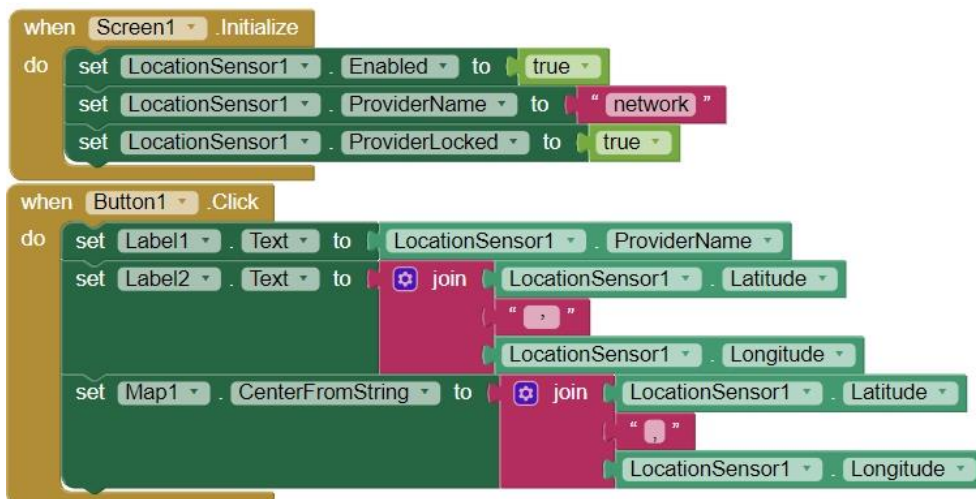 when Screen1 .Initialize
do set LocationSensor1 . Enabled to true
set LocationSensor1 . ProviderName to " network "
set LocationSensor1 . ProviderLocked to true
when Button1 .Click
do set Label1 . Text to LocationSensor1 . ProviderName
set Label2 . Text to join LocationSensor1 . Latitude
" , "
LocationSensor1 . Longitude
set Map1 . CenterFromString to join LocationSensor1 . Latitude
" , "
LocationSensor1 . Longitude